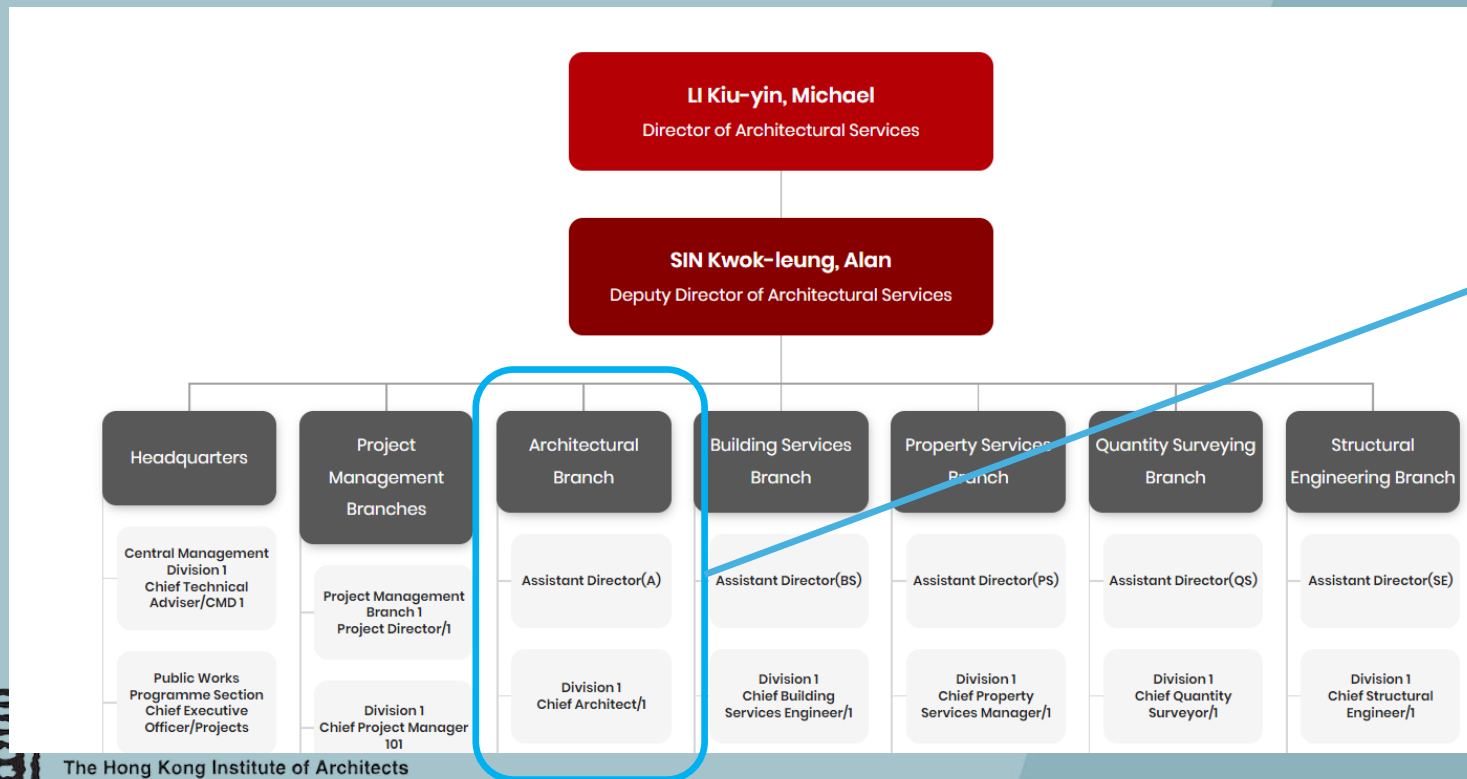 LI Kiu-yin, Michael
Director of Architectural Services
SIN Kwok-leung, Alan
Deputy Director of Architectural Services
Headquarters
Central Management
Division 1
Chief Technical
Adviser/CMD 1
Public Works
Programme Section
Chief Executive
Officer/Projects
Project
Management
Branches
Project Management
Branch 1
Project Director/1
Division 1
Chief Project Manager
101
Architectural
Branch
Assistant Director(A)
Division 1
Chief Architect/1
Building Services
Branch
Assistant Director(BS)
Division 1
Chief Building
Services Engineer/1
Property Services
Branch
Assistant Director(PS)
Division 1
Chief Property
Services Manager/1
Quantity Surveying
Branch
Assistant Director(QS)
Division 1
Chief Quantity
Surveyor/1
Structural
Engineering Branch
Assistant Director(SE)
Division 1
Chief Structural
Engineer/1
The Hong Kong Institute of Architects